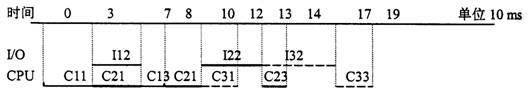 时间 0 3 7 8 10 12 13 14 17 19 单位 10 ms
I/O I12 I22 I32
CPU C11 C21 C13 C21 C31 C23 C33